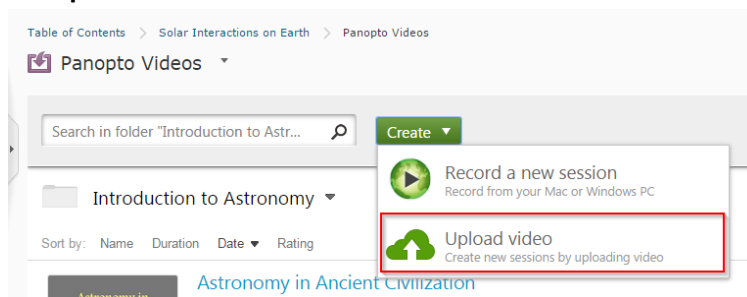 Table of Contents > Solar Interactions on Earth > Panopto Videos
Panopto Videos
Search in folder "Introduction to Astr...
Create
Record a new session
Record from your Mac or Windows PC
Introduction to Astronomy
Upload video
Create new sessions by uploading video
Sort by: Name Duration Date Rating
Astronomy in Ancient Civilization
Astronomy in